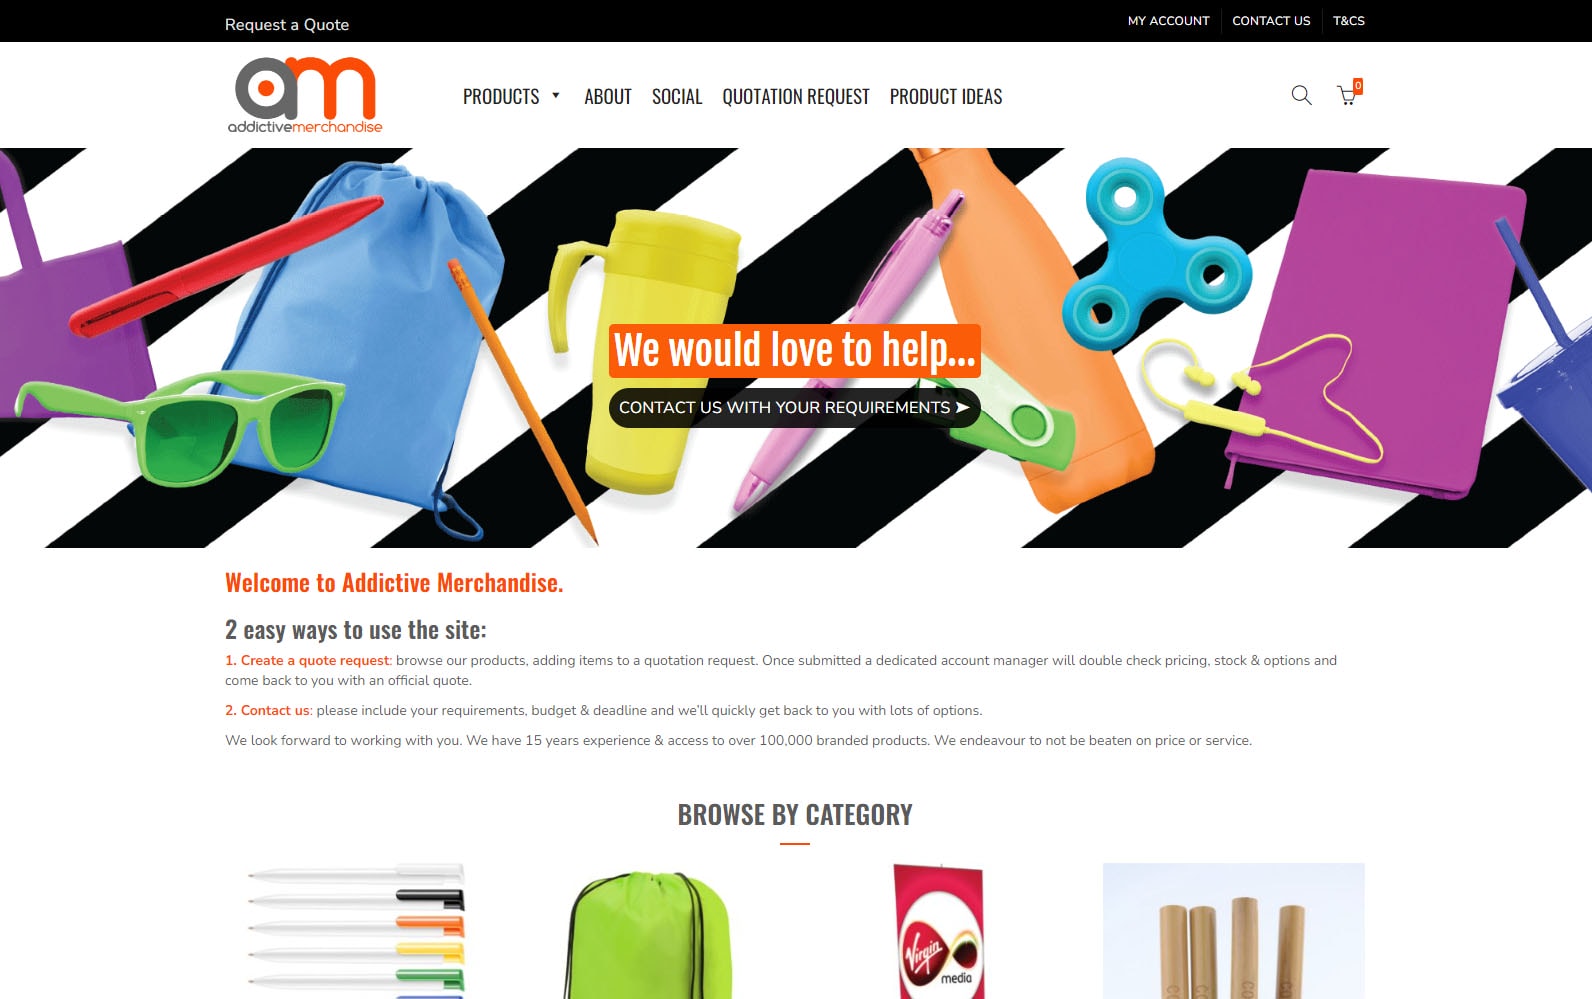 Request a Quote
MY ACCOUNT
CONTACT US
T&CS
am
addictivemerchandise
PRODUCTS
ABOUT
SOCIAL
QUOTATION REQUEST
PRODUCT IDEAS
0
We would love to help...
CONTACT US WITH YOUR REQUIREMENTS
Welcome to Addictive Merchandise.
2 easy ways to use the site:
1. Create a quote request: browse our products, adding items to a quotation request. Once submitted a dedicated account manager will double check pricing, stock & options and
come back to you with an official quote.
2. Contact us: please include your requirements, budget & deadline and we'll quickly get back to you with lots of options.
We look forward to working with you. We have 15 years experience & access to over 100,000 branded products. We endeavour to not be beaten on price or service.
BROWSE BY CATEGORY
Virgin
media